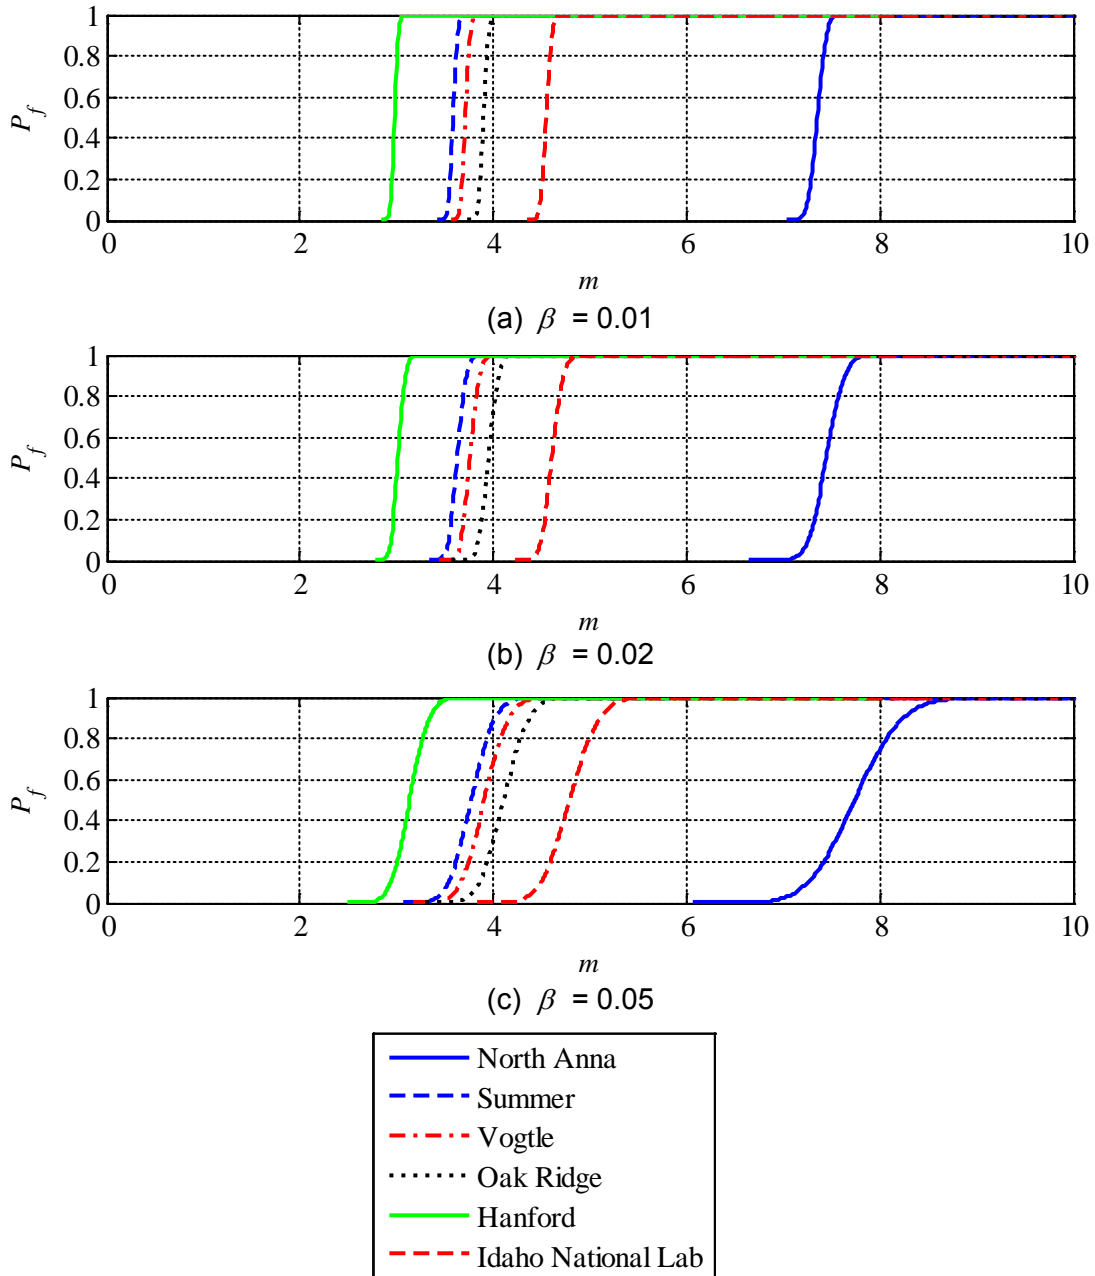 1
0.8
0.6
0.4
0.2
0
P_f
0 2 4 6 8 10
m
(a) β = 0.01
1
0.8
0.6
0.4
0.2
0
P_f
0 2 4 6 8 10
m
(b) β = 0.02
1
0.8
0.6
0.4
0.2
0
P_f
0 2 4 6 8 10
m
(c) β = 0.05
North Anna
Summer
Vogtle
Oak Ridge
Hanford
Idaho National Lab